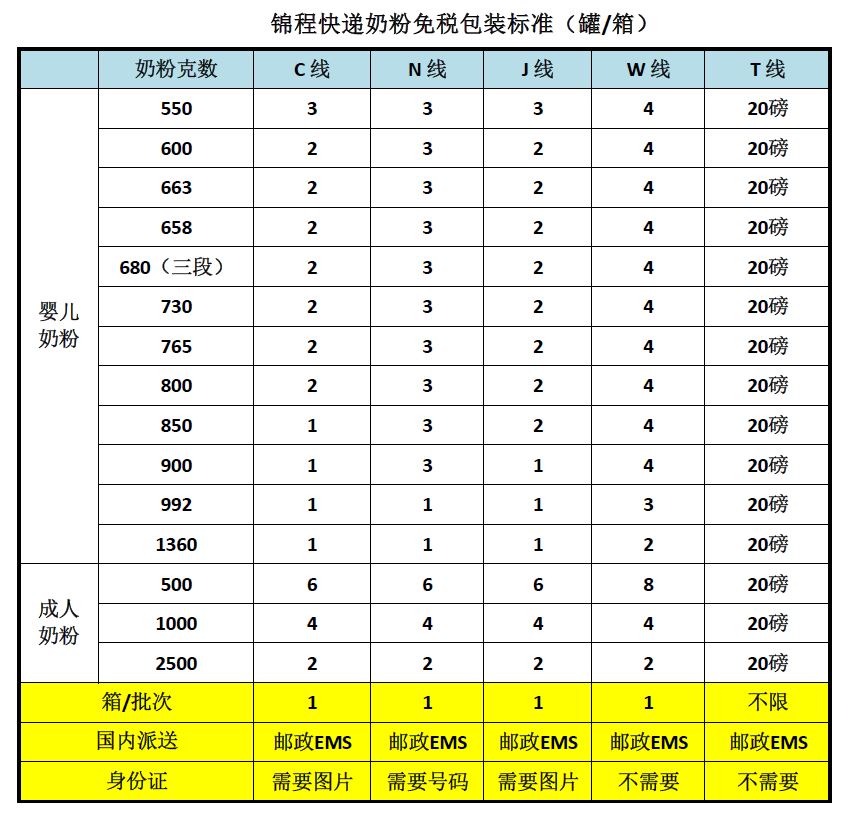 锦程快递奶粉免税包装标准（罐/箱）
奶粉克数 C 线 N 线 J 线 W 线 T 线
婴儿奶粉
550 3 3 3 4 20磅
600 2 3 2 4 20磅
663 2 3 2 4 20磅
658 2 3 2 4 20磅
680（三段） 2 3 2 4 20磅
730 2 3 2 4 20磅
765 2 3 2 4 20磅
800 2 3 2 4 20磅
850 1 3 2 4 20磅
900 1 3 1 4 20磅
992 1 1 1 3 20磅
1360 1 1 1 2 20磅
成人奶粉
500 6 6 6 8 20磅
1000 4 4 4 4 20磅
2500 2 2 2 2 20磅
箱/批次 1 1 1 1 不限
国内派送 邮政EMS 邮政EMS 邮政EMS 邮政EMS 邮政EMS
身份证 需要图片 需要号码 需要图片 不需要 不需要